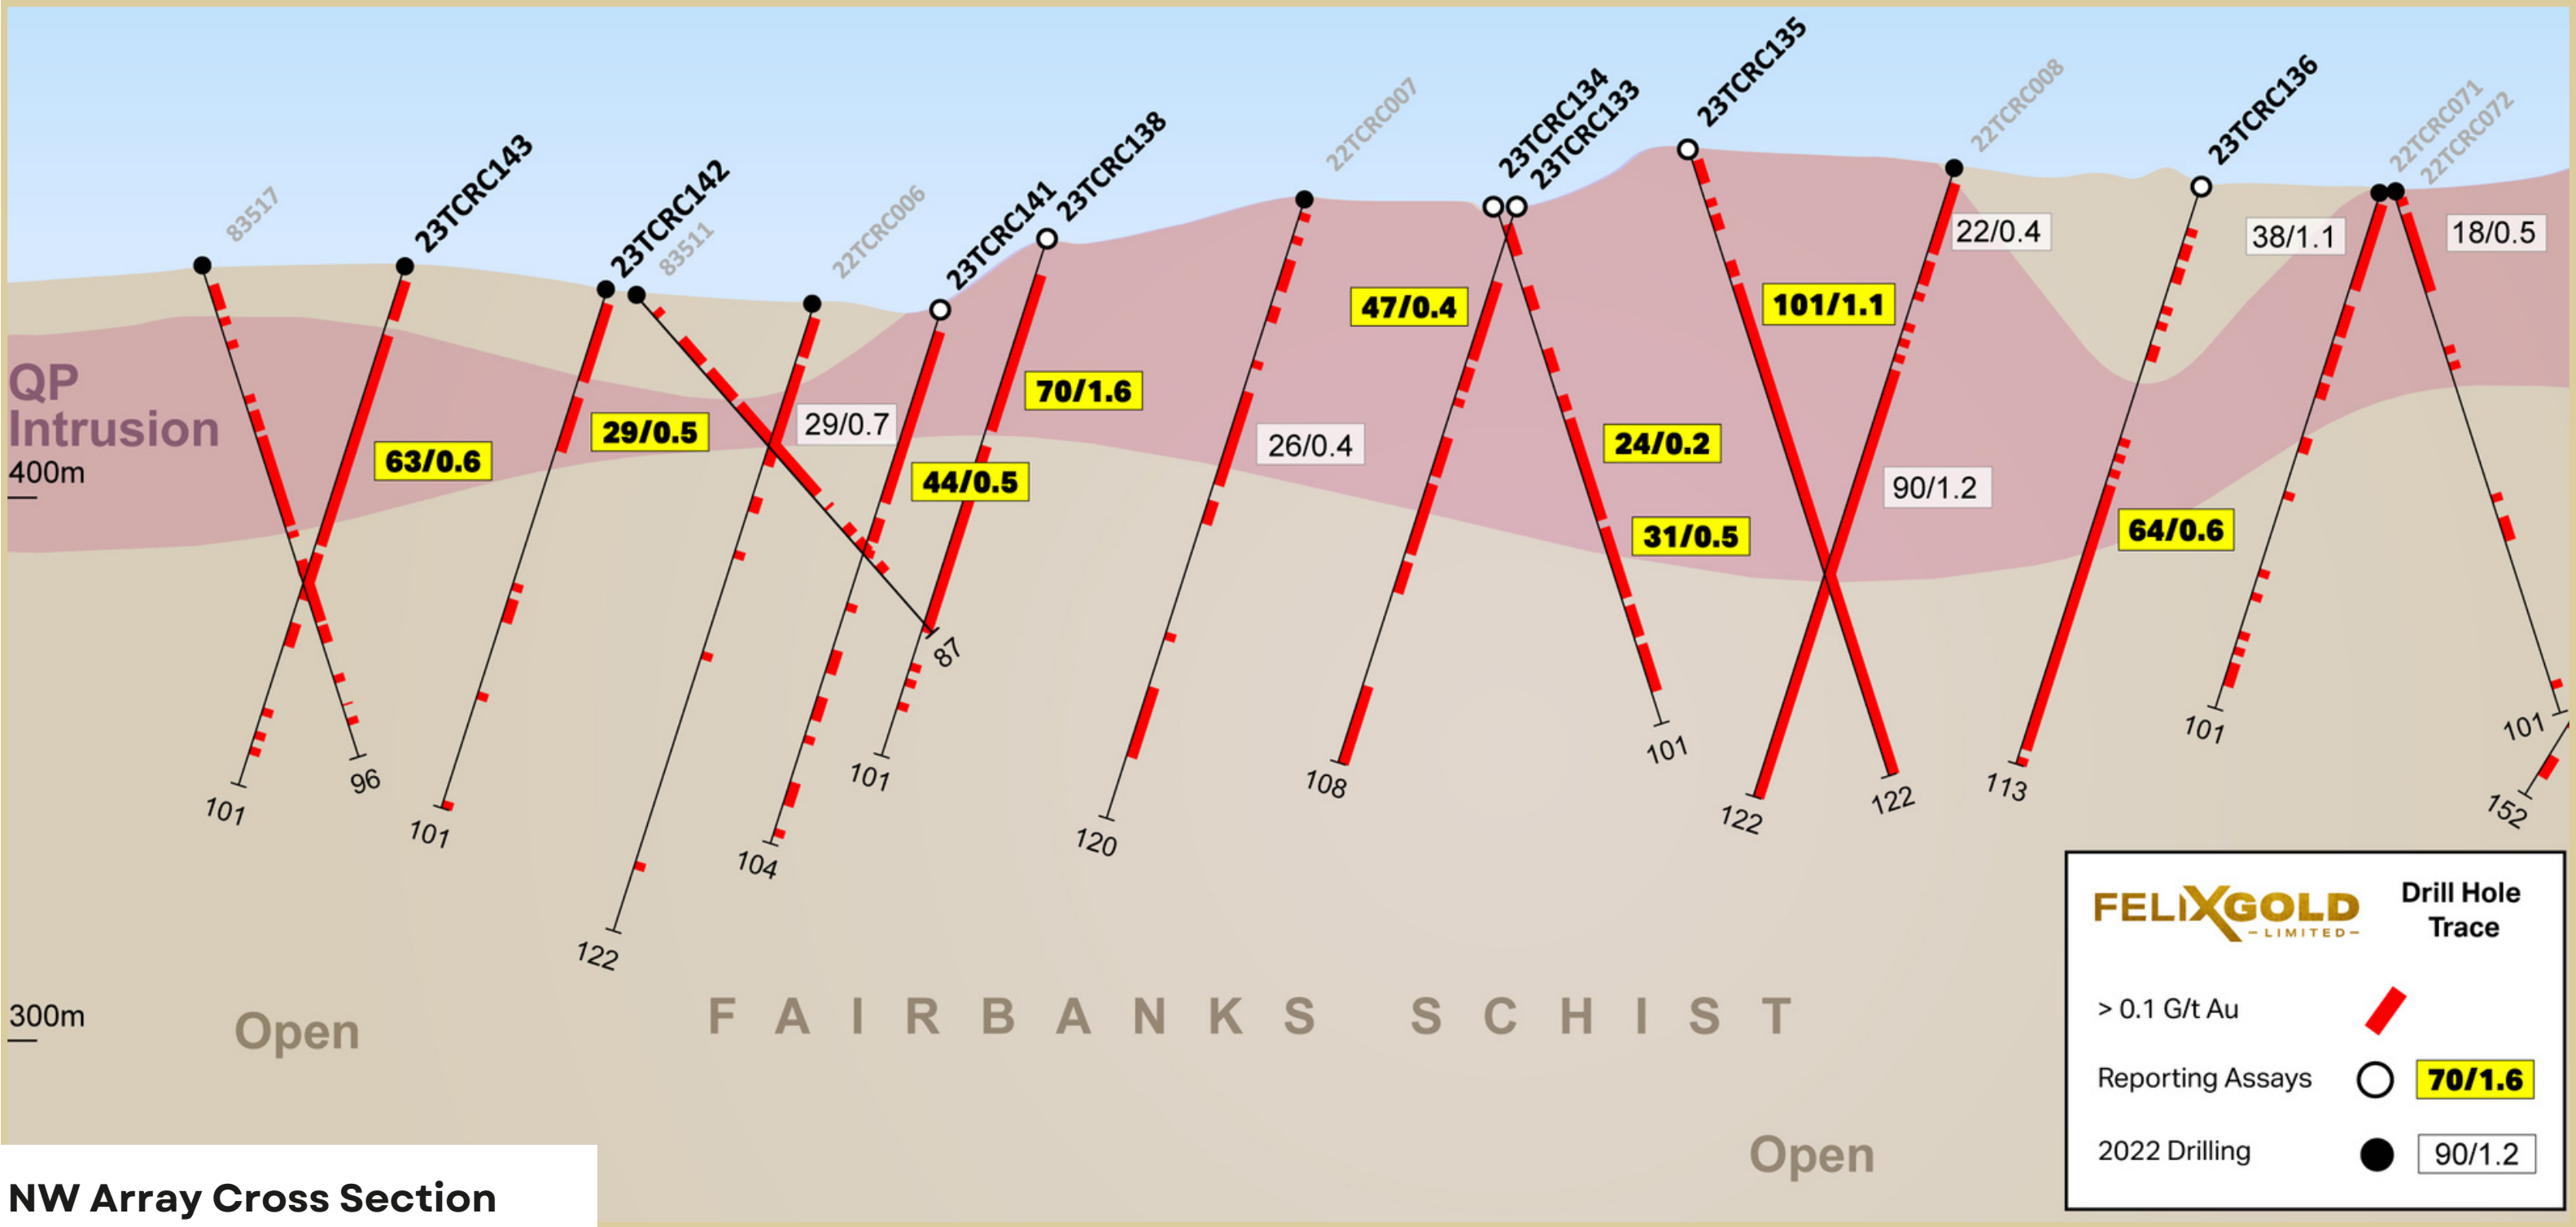 83517
23TCRC143
23TCRC142
83511
22TCRC006
23TCRC141
23TCRC138
22TCRC007
23TCRC134
23TCRC133
23TCRC135
22TCRC008
23TCRC136
22TCRC071
22TCRC072
22/0.4
38/1.1
18/0.5
47/0.4
101/1.1
70/1.6
QP
Intrusion
29/0.5
29/0.7
63/0.6
26/0.4
24/0.2
400m
44/0.5
90/1.2
31/0.5
64/0.6
87
101
96
101
122
104
101
120
108
101
122
122
113
101
101
152
FAIRBANKS SCHIST
300m
Open
Open
FELIXGOLD
-LIMITED-
Drill Hole
Trace
> 0.1 G/t Au
Reporting Assays
70/1.6
2022 Drilling
90/1.2
NW Array Cross Section